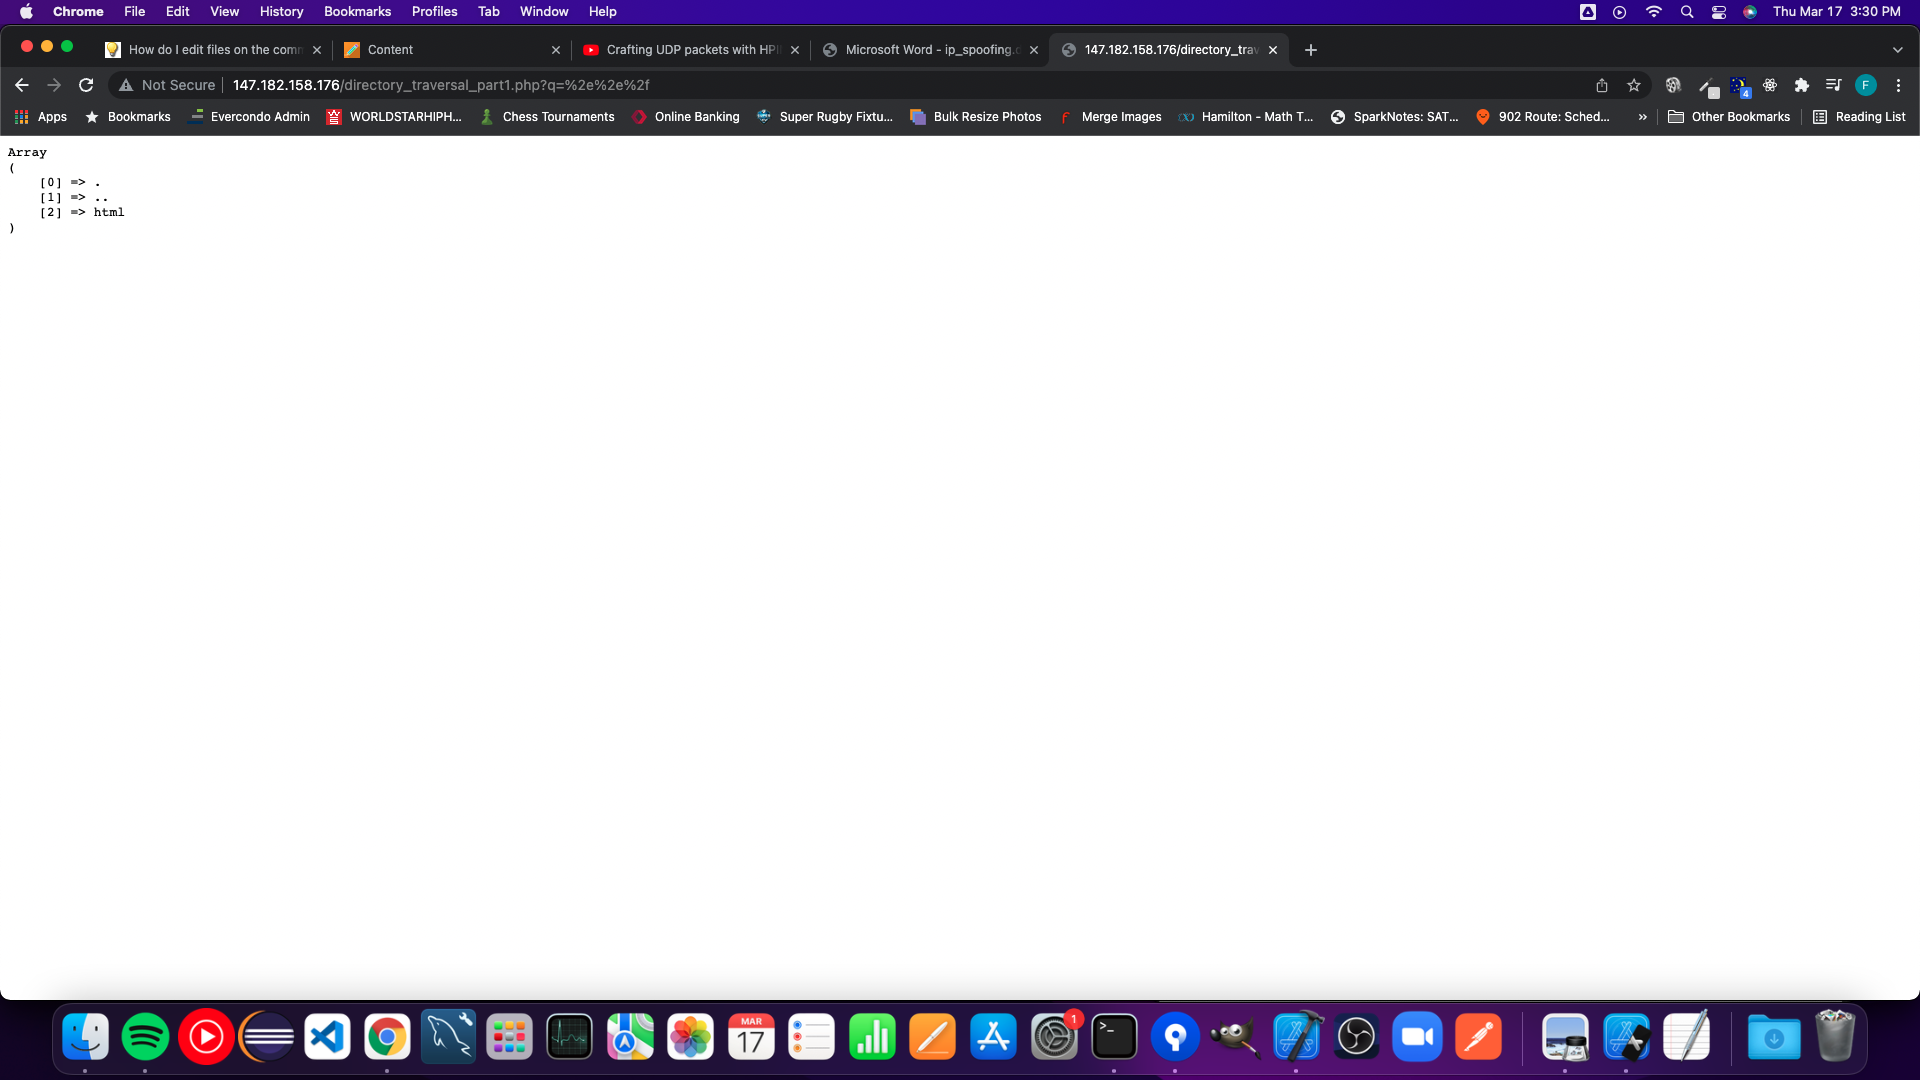 Chrome File Edit View History Bookmarks Profiles Tab Window Help Thu Mar 17 3:30 PM
How do I edit files on the comm Content Crafting UDP packets with HPI Microsoft Word - ip_spoofing. 147.182.158.176/directory_trav
Not Secure 147.182.158.176/directory_traversal_part1.php?q=%2e%2e%2f 4 F
Apps Bookmarks Evercondo Admin WORLDSTARHIPH... Chess Tournaments Online Banking Super Rugby Fixtu... Bulk Resize Photos Merge Images Hamilton - Math T... SparkNotes: SAT... 902 Route: Sched... » Other Bookmarks Reading List
Array
(
[0] => .
[1] => ..
[2] => html
)
MAR 1
17